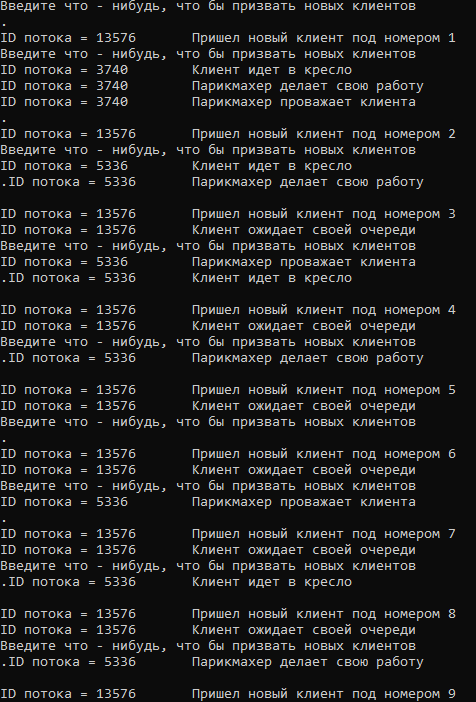 Введите что - нибудь, что бы призвать новых клиентов
.
ID потока = 13576 Пришел новый клиент под номером 1
Введите что - нибудь, что бы призвать новых клиентов
ID потока = 3740 Клиент идет в кресло
ID потока = 3740 Парикмахер делает свою работу
ID потока = 3740 Парикмахер проважает клиента
.
ID потока = 13576 Пришел новый клиент под номером 2
Введите что - нибудь, что бы призвать новых клиентов
ID потока = 5336 Клиент идет в кресло
.ID потока = 5336 Парикмахер делает свою работу
ID потока = 13576 Пришел новый клиент под номером 3
ID потока = 13576 Клиент ожидает своей очереди
Введите что - нибудь, что бы призвать новых клиентов
ID потока = 5336 Парикмахер проважает клиента
.ID потока = 5336 Клиент идет в кресло
ID потока = 13576 Пришел новый клиент под номером 4
ID потока = 13576 Клиент ожидает своей очереди
Введите что - нибудь, что бы призвать новых клиентов
.ID потока = 5336 Парикмахер делает свою работу
ID потока = 13576 Пришел новый клиент под номером 5
ID потока = 13576 Клиент ожидает своей очереди
Введите что - нибудь, что бы призвать новых клиентов
.
ID потока = 13576 Пришел новый клиент под номером 6
ID потока = 13576 Клиент ожидает своей очереди
Введите что - нибудь, что бы призвать новых клиентов
ID потока = 5336 Парикмахер проважает клиента
.
ID потока = 13576 Пришел новый клиент под номером 7
ID потока = 13576 Клиент ожидает своей очереди
Введите что - нибудь, что бы призвать новых клиентов
.ID потока = 5336 Клиент идет в кресло
ID потока = 13576 Пришел новый клиент под номером 8
ID потока = 13576 Клиент ожидает своей очереди
Введите что - нибудь, что бы призвать новых клиентов
.ID потока = 5336 Парикмахер делает свою работу
ID потока = 13576 Пришел новый клиент под номером 9